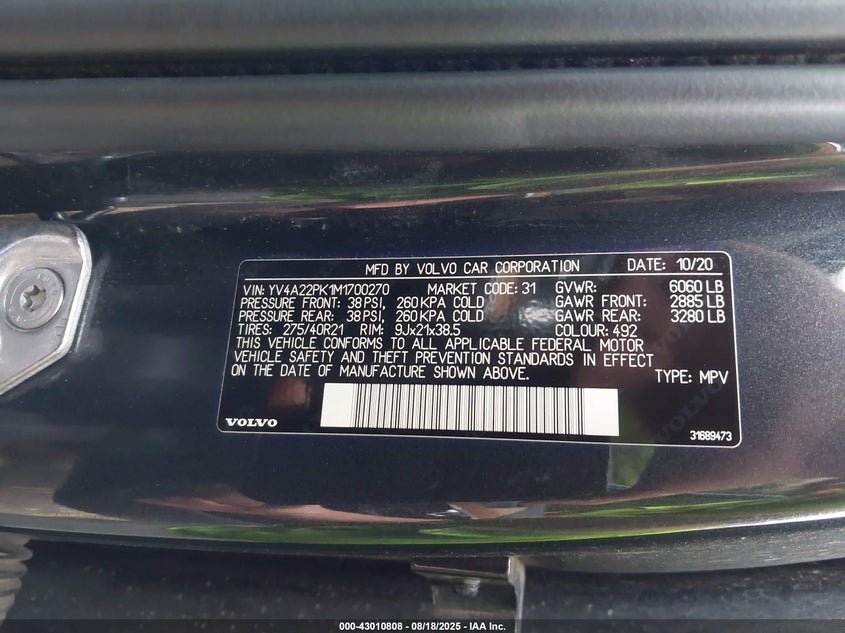 MFD BY VOLVO CAR CORPORATION DATE: 10/20
VIN: YV4A22PK1M1700270 MARKET CODE: 31 GVWR: 6060 LB
PRESSURE FRONT: 38 PSI, 260 KPA COLD GAWR FRONT: 2885 LB
PRESSURE REAR: 38 PSI, 260 KPA COLD GAWR REAR: 3280 LB
TIRES: 275/40R21 RIM: 9Jx21x38.5 COLOUR: 492
THIS VEHICLE CONFORMS TO ALL APPLICABLE FEDERAL MOTOR
VEHICLE SAFETY AND THEFT PREVENTION STANDARDS IN EFFECT
ON THE DATE OF MANUFACTURE SHOWN ABOVE. TYPE: MPV
VOLVO 31689473
000-43010808 - 08/18/2025 - IAA Inc.